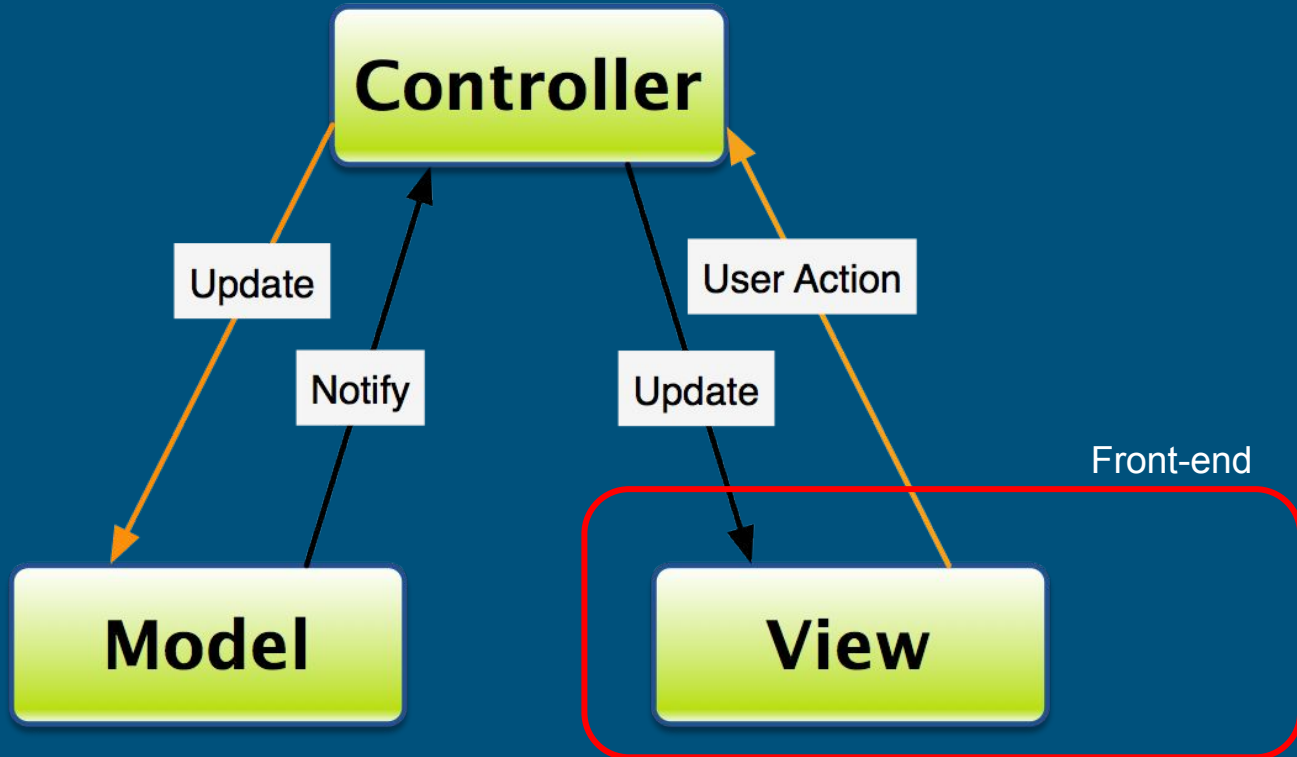 Controller
Update
User Action
Notify
Update
Front-end
Model
View